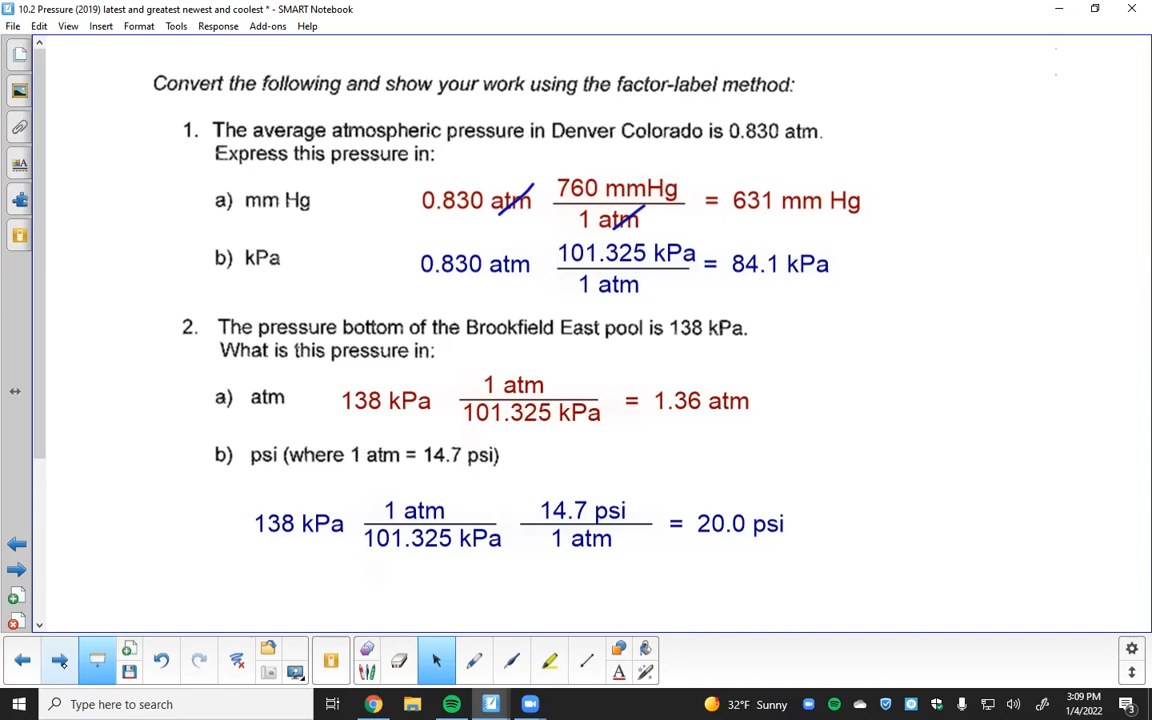 10.2 Pressure (2019) latest and greatest newest and coolest * - SMART Notebook
File Edit View Insert Format Tools Response Add-ons Help
Convert the following and show your work using the factor-label method:
1. The average atmospheric pressure in Denver Colorado is 0.830 atm.
Express this pressure in:
a) mm Hg 0.830 atm 760 mmHg
1 atm
= 631 mm Hg
b) kPa 0.830 atm 101.325 kPa
1 atm
= 84.1 kPa
2. The pressure bottom of the Brookfield East pool is 138 kPa.
What is this pressure in:
a) atm 138 kPa 1 atm
101.325 kPa
= 1.36 atm
b) psi (where 1 atm = 14.7 psi)
138 kPa 1 atm
101.325 kPa
14.7 psi
1 atm
= 20.0 psi
Type here to search
32°F Sunny
3:09 PM
1/4/2022
3